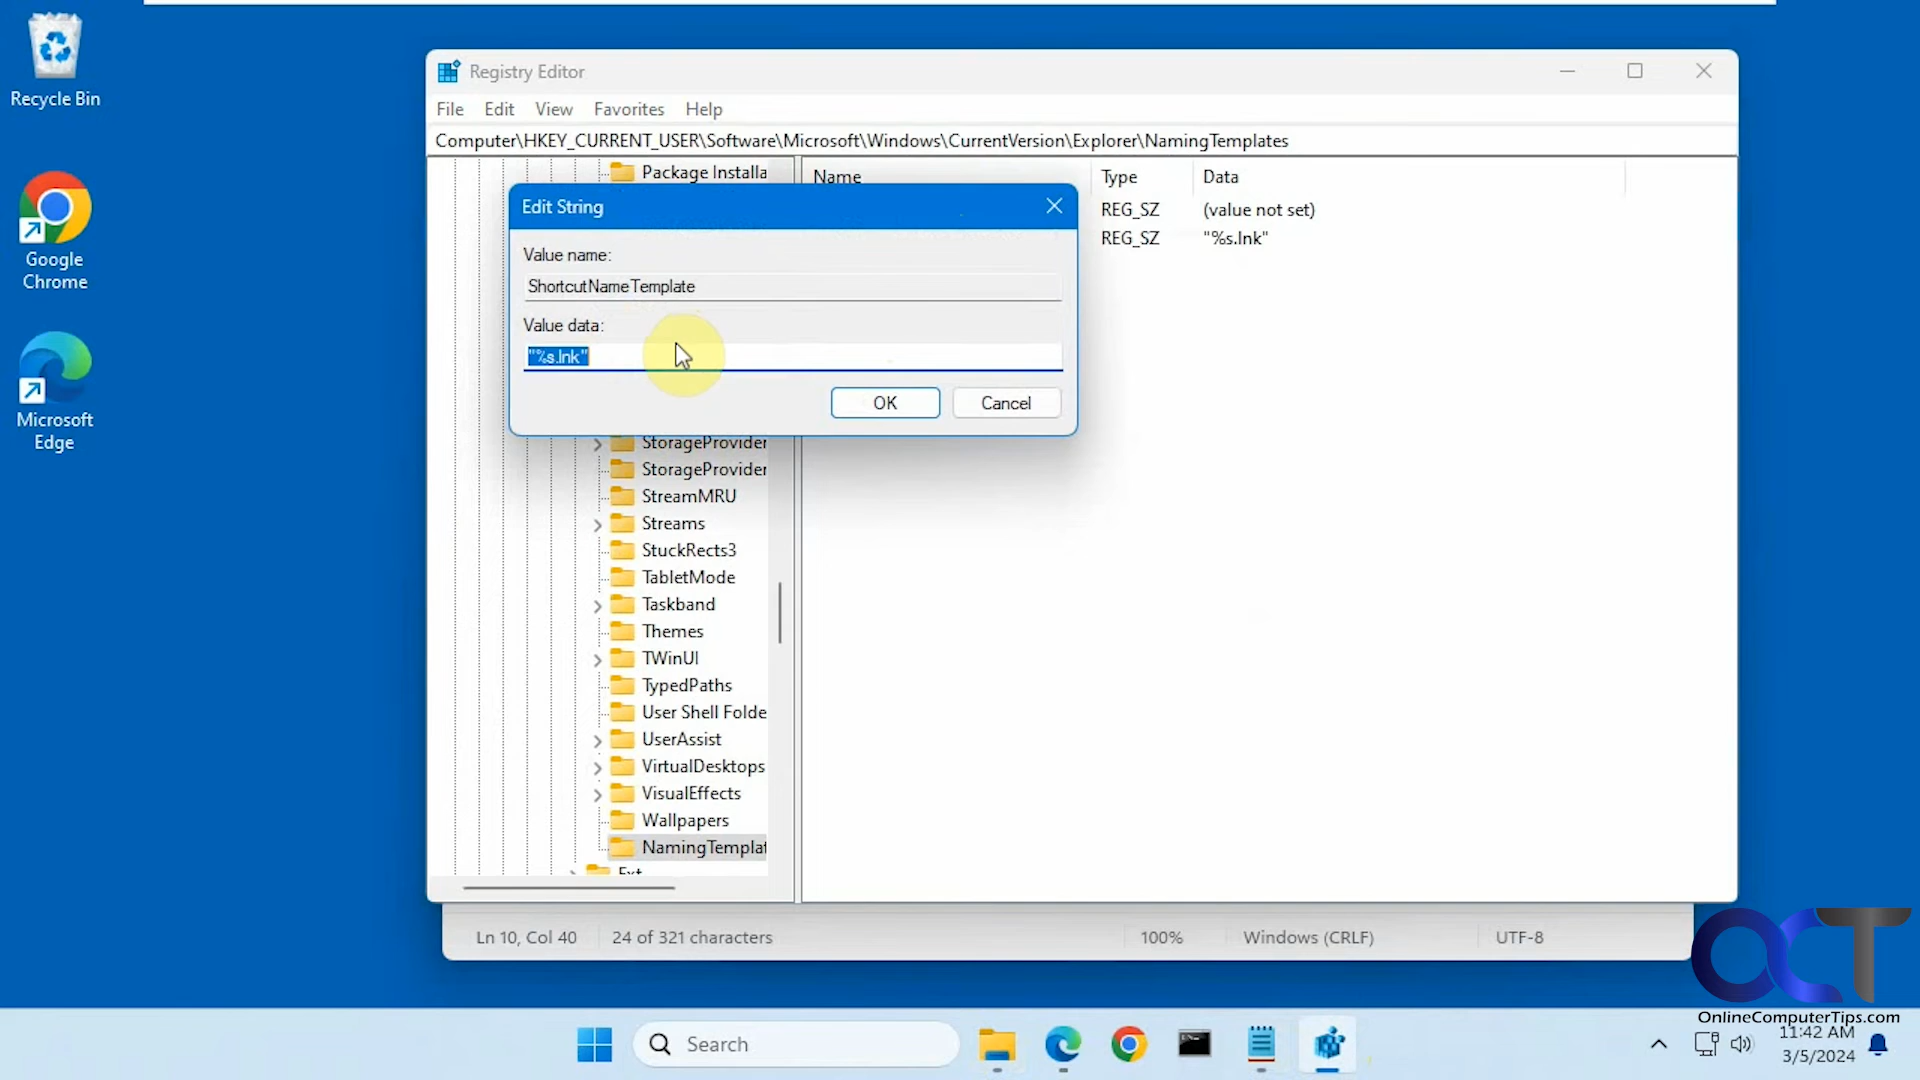 Recycle Bin
Google
Chrome
Microsoft
Edge
Registry Editor
File Edit View Favorites Help
Computer\HKEY_CURRENT_USER\Software\Microsoft\Windows\CurrentVersion\Explorer\NamingTemplates
Package Installa
Name Type Data
REG_SZ (value not set)
REG_SZ "%s.lnk"
Edit String
Value name:
ShortcutNameTemplate
Value data:
"%s.lnk"
OK Cancel
StorageProvider
StorageProvider
StreamMRU
Streams
StuckRects3
TabletMode
Taskband
Themes
TWinUI
TypedPaths
User Shell Folde
UserAssist
VirtualDesktops
VisualEffects
Wallpapers
NamingTemplat
Ext
Ln 10, Col 40 24 of 321 characters 100% Windows (CRLF) UTF-8
OCT
OnlineComputerTips.com
Search
11:42 AM
3/5/2024